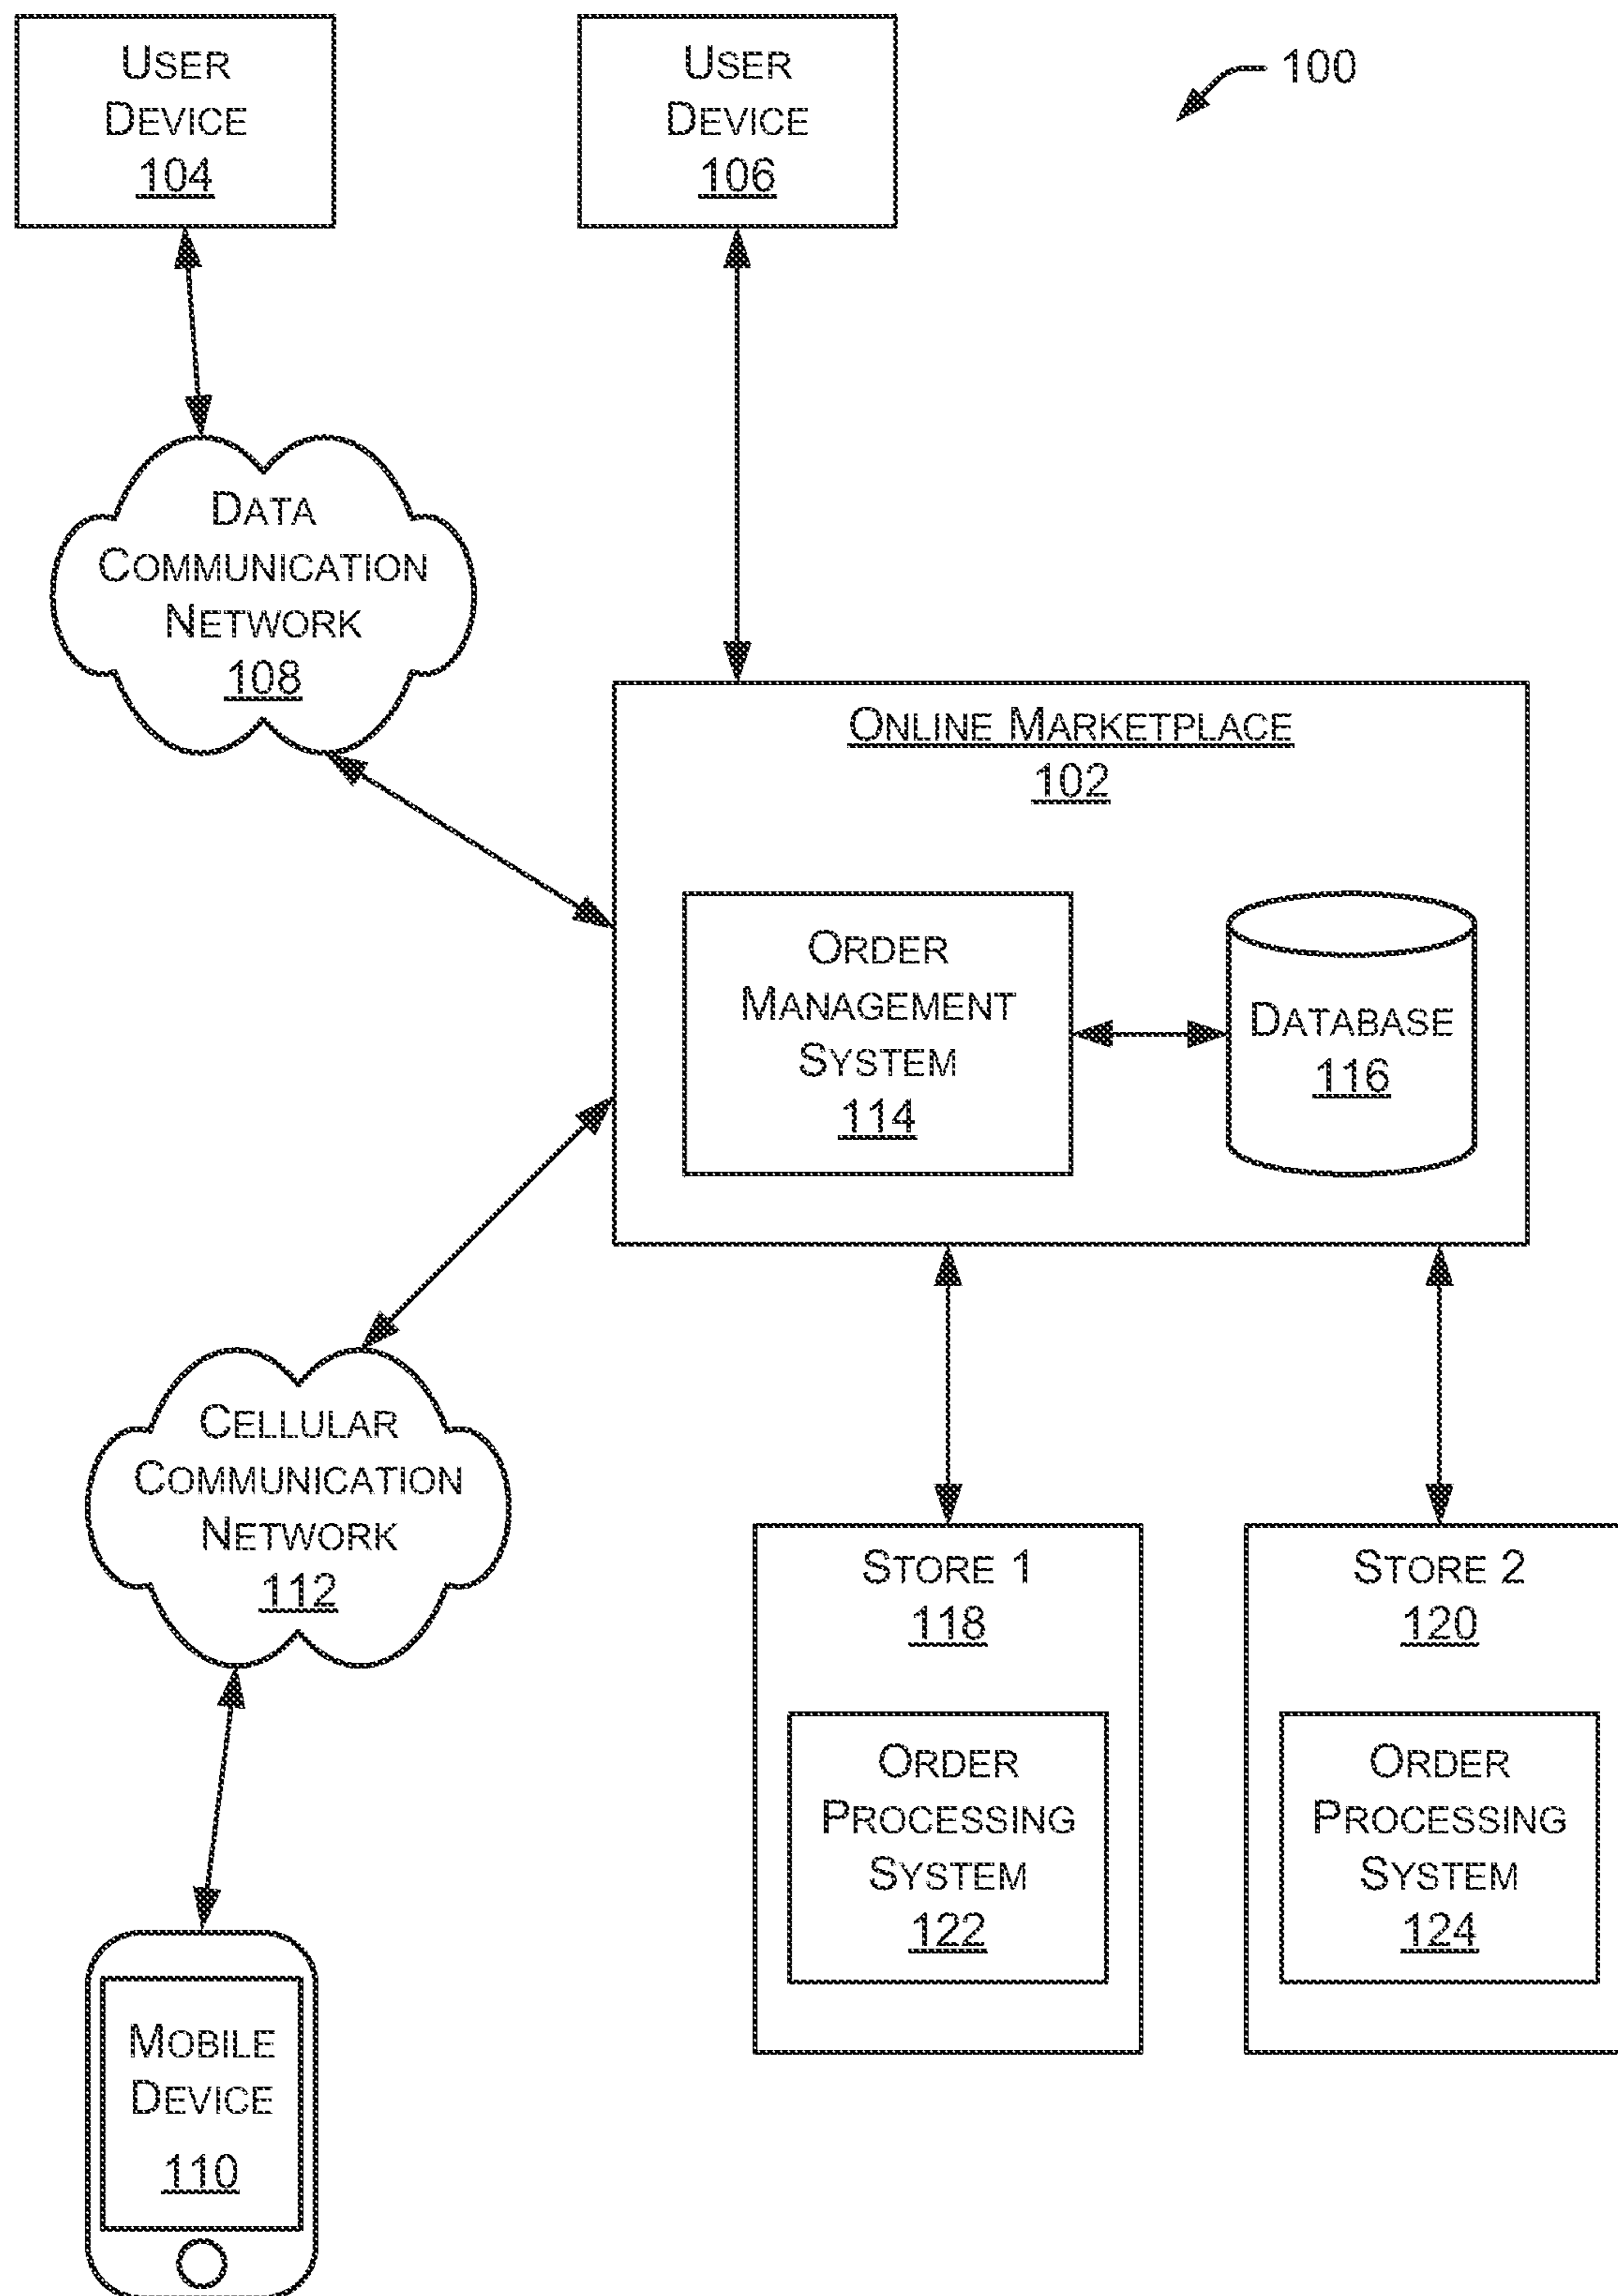 USER
DEVICE
104
USER
DEVICE
106
100
DATA
COMMUNICATION
NETWORK
108
ONLINE MARKETPLACE
102
ORDER
MANAGEMENT
SYSTEM
114
DATABASE
116
CELLULAR
COMMUNICATION
NETWORK
112
STORE 1
118
ORDER
PROCESSING
SYSTEM
122
STORE 2
120
ORDER
PROCESSING
SYSTEM
124
MOBILE
DEVICE
110